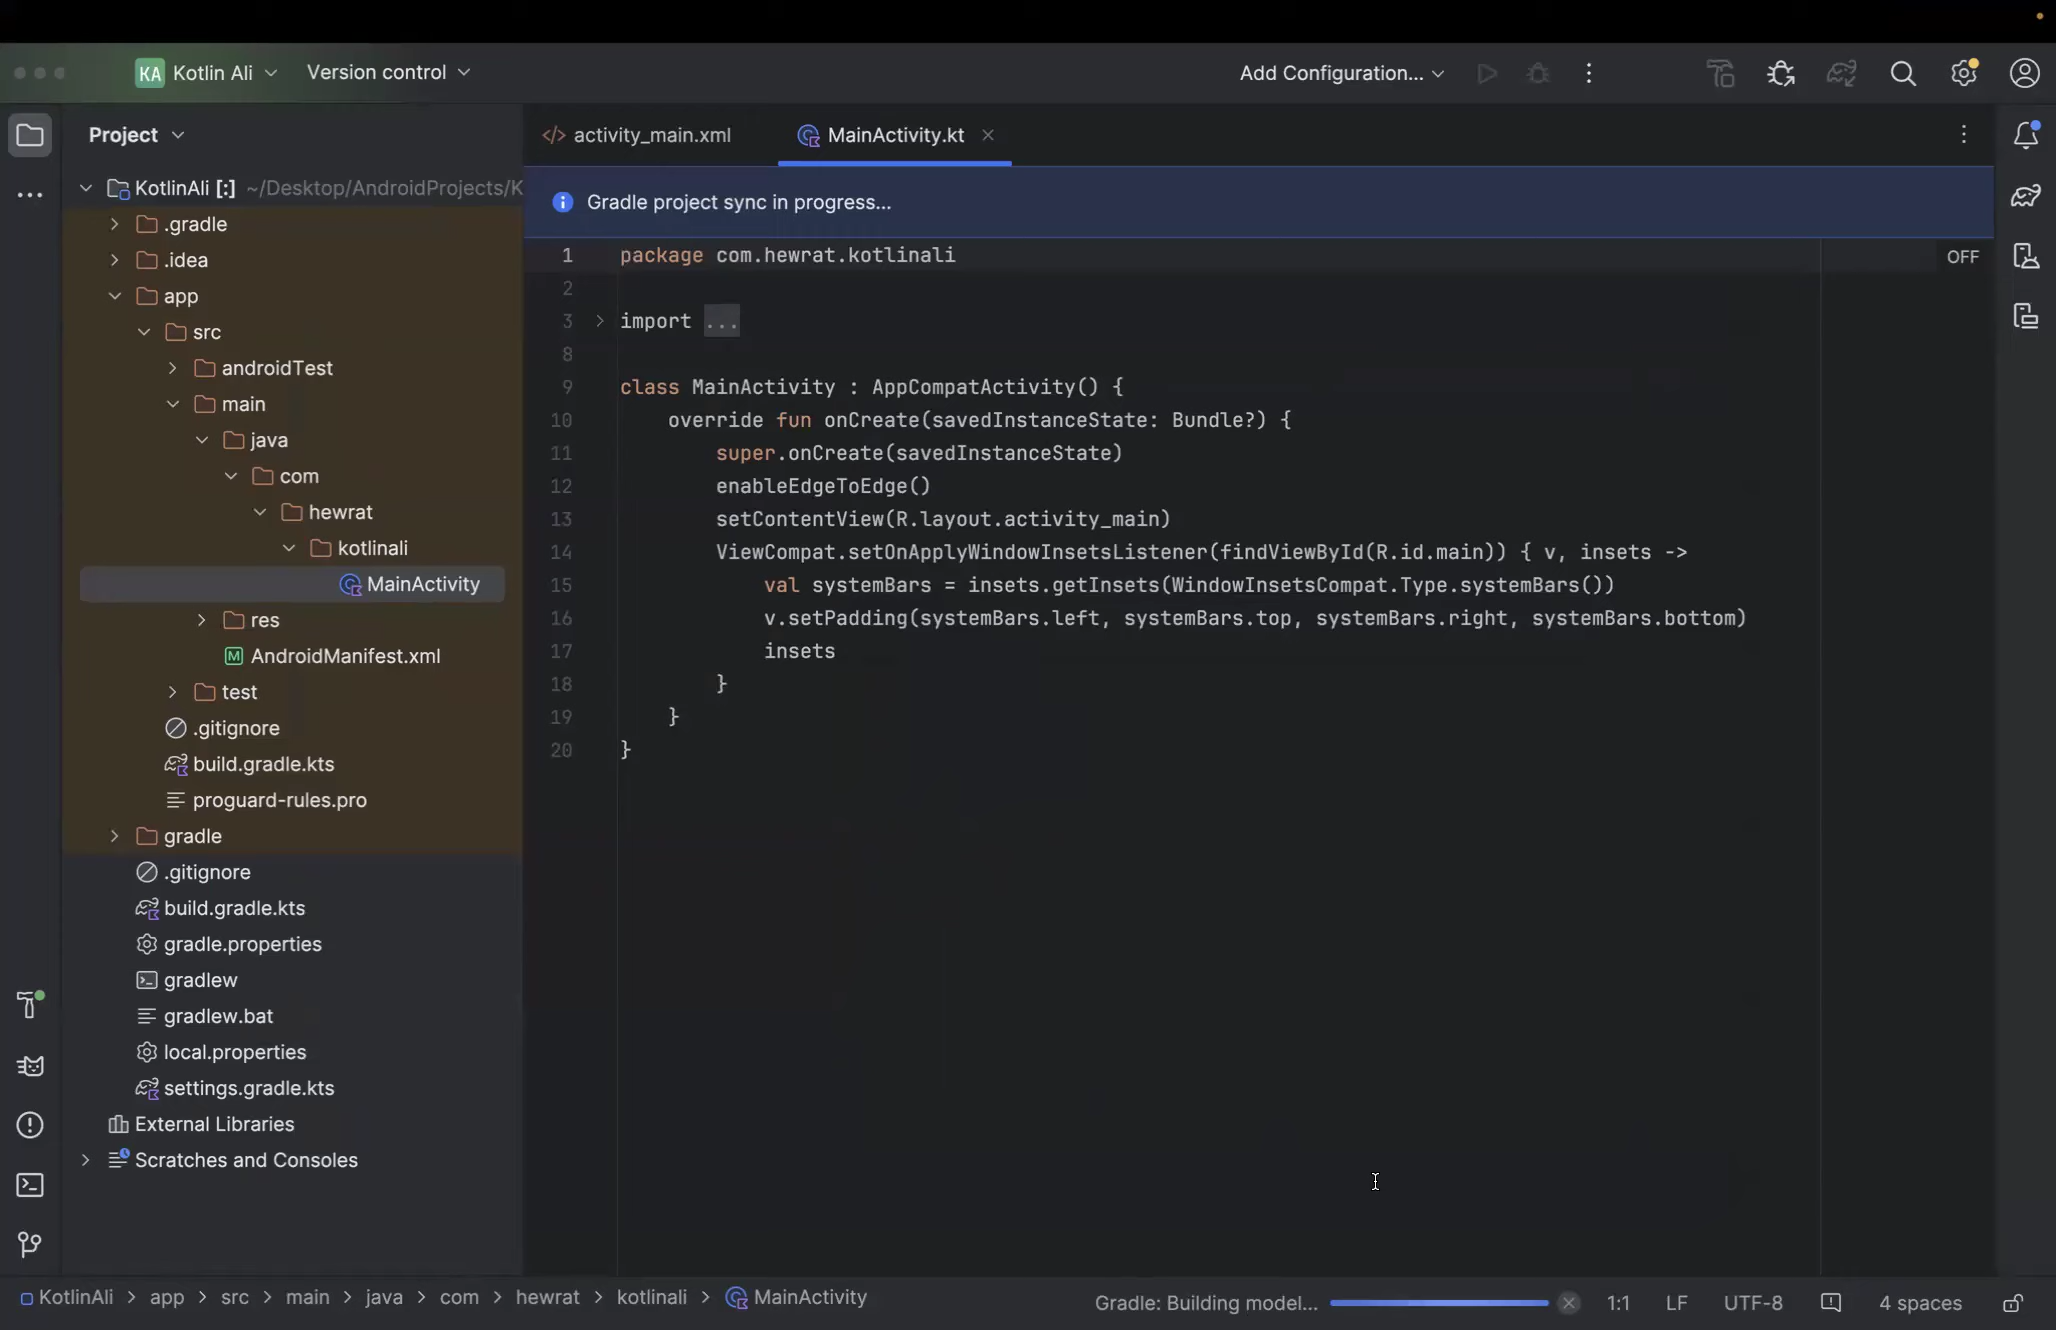 KA Kotlin Ali Version control Add Configuration...
Project
activity_main.xml MainActivity.kt
KotlinAli [:] ~/Desktop/AndroidProjects/K
.gradle
.idea
app
src
androidTest
main
java
com
hewrat
kotlinali
MainActivity
res
AndroidManifest.xml
test
.gitignore
build.gradle.kts
proguard-rules.pro
gradle
.gitignore
build.gradle.kts
gradle.properties
gradlew
gradlew.bat
local.properties
settings.gradle.kts
External Libraries
Scratches and Consoles
Gradle project sync in progress...
OFF
1 package com.hewrat.kotlinali
2
3 import ...
8
9 class MainActivity : AppCompatActivity() {
10 override fun onCreate(savedInstanceState: Bundle?) {
11 super.onCreate(savedInstanceState)
12 enableEdgeToEdge()
13 setContentView(R.layout.activity_main)
14 ViewCompat.setOnApplyWindowInsetsListener(findViewById(R.id.main)) { v, insets ->
15 val systemBars = insets.getInsets(WindowInsetsCompat.Type.systemBars())
16 v.setPadding(systemBars.left, systemBars.top, systemBars.right, systemBars.bottom)
17 insets
18 }
19 }
20 }
KotlinAli > app > src > main > java > com > hewrat > kotlinali > MainActivity Gradle: Building model... 1:1 LF UTF-8 4 spaces